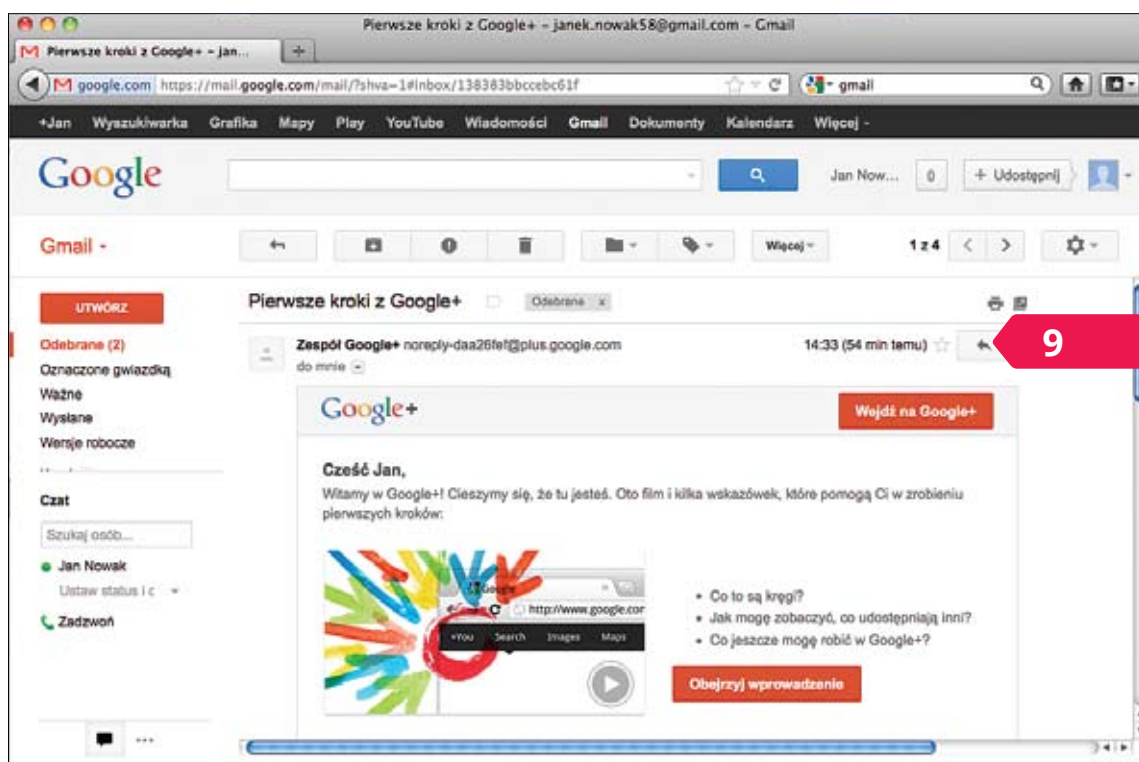 Pierwsze kroki z Google+ – janek.nowak58@gmail.com – Gmail
Pierwsze kroki z Google+ – jan...
google.com https://mail.google.com/mail/?shva=1#inbox/138383bbccebc61f
gmail
+Jan Wyszukiwarka Grafika Mapy Play YouTube Wiadomości Gmail Dokumenty Kalendarz Więcej
Google
Jan Now... 0 + Udostępnij
Gmail
Więcej
1 z 4
UTWÓRZ
Pierwsze kroki z Google+ Odebrane x
Odebrane (2)
Oznaczone gwiazdką
Ważne
Wysłane
Wersje robocze
Zespół Google+ noreply-daa26fef@plus.google.com 14:33 (54 min temu)
do mnie
9
Google+
Wejdź na Google+
Cześć Jan,
Witamy w Google+! Cieszymy się, że tu jesteś. Oto film i kilka wskazówek, które pomogą Ci w zrobieniu
pierwszych kroków:
Czat
Szukaj osób...
Jan Nowak
Ustaw status i c
Zadzwoń
Google
http://www.google.cor
+You Search Images Maps
• Co to są kręgi?
• Jak mogę zobaczyć, co udostępniają inni?
• Co jeszcze mogę robić w Google+?
Obejrzyj wprowadzenie